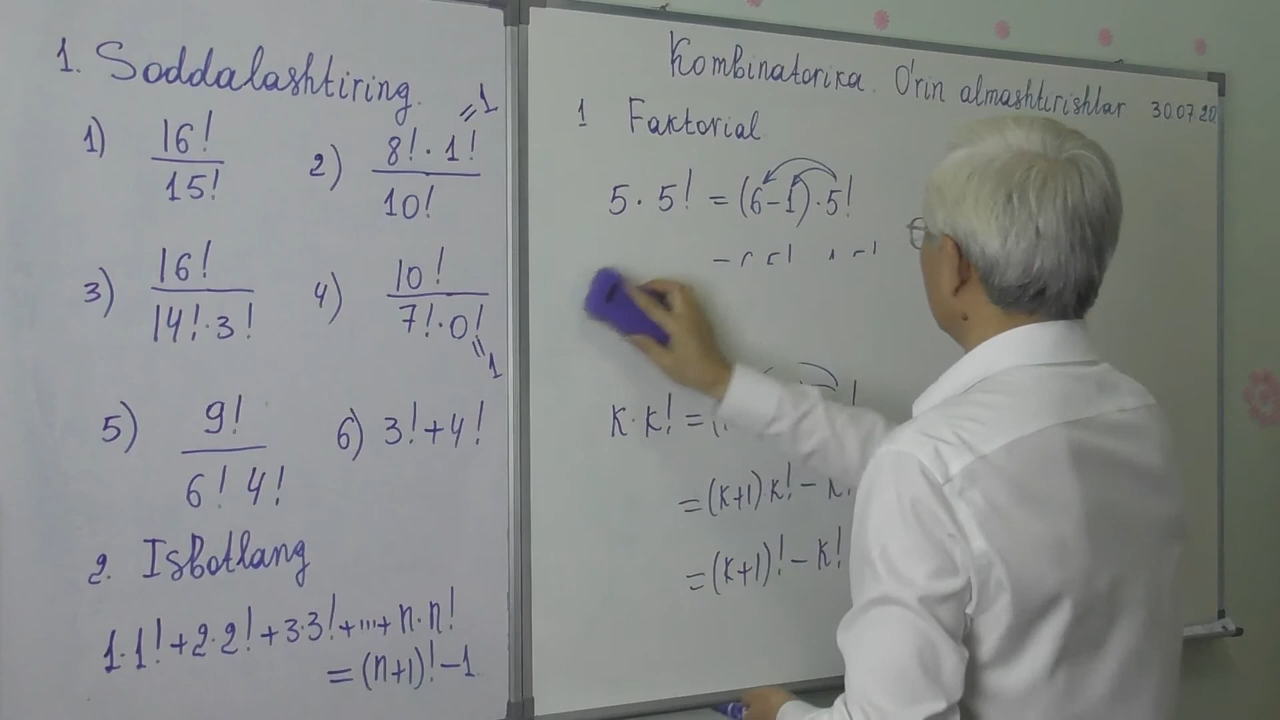 1. Soddalashtiring.
1) 16! / 15!
2) 8! · 1! / 10!
= 1
3) 16! / 14! · 3!
4) 10! / 7! · 0!
= 1
5) 9! / 6! 4!
6) 3! + 4!
2. Isbotlang
1·1! + 2·2! + 3·3! + ... + n·n!
= (n+1)! - 1
Kombinatorika. O'rin almashtirishlar 30.07.20
1 Faktorial
5 · 5! = (6-1) · 5!
k · k! = (
= (k+1) k! -
= (k+1)! - k!